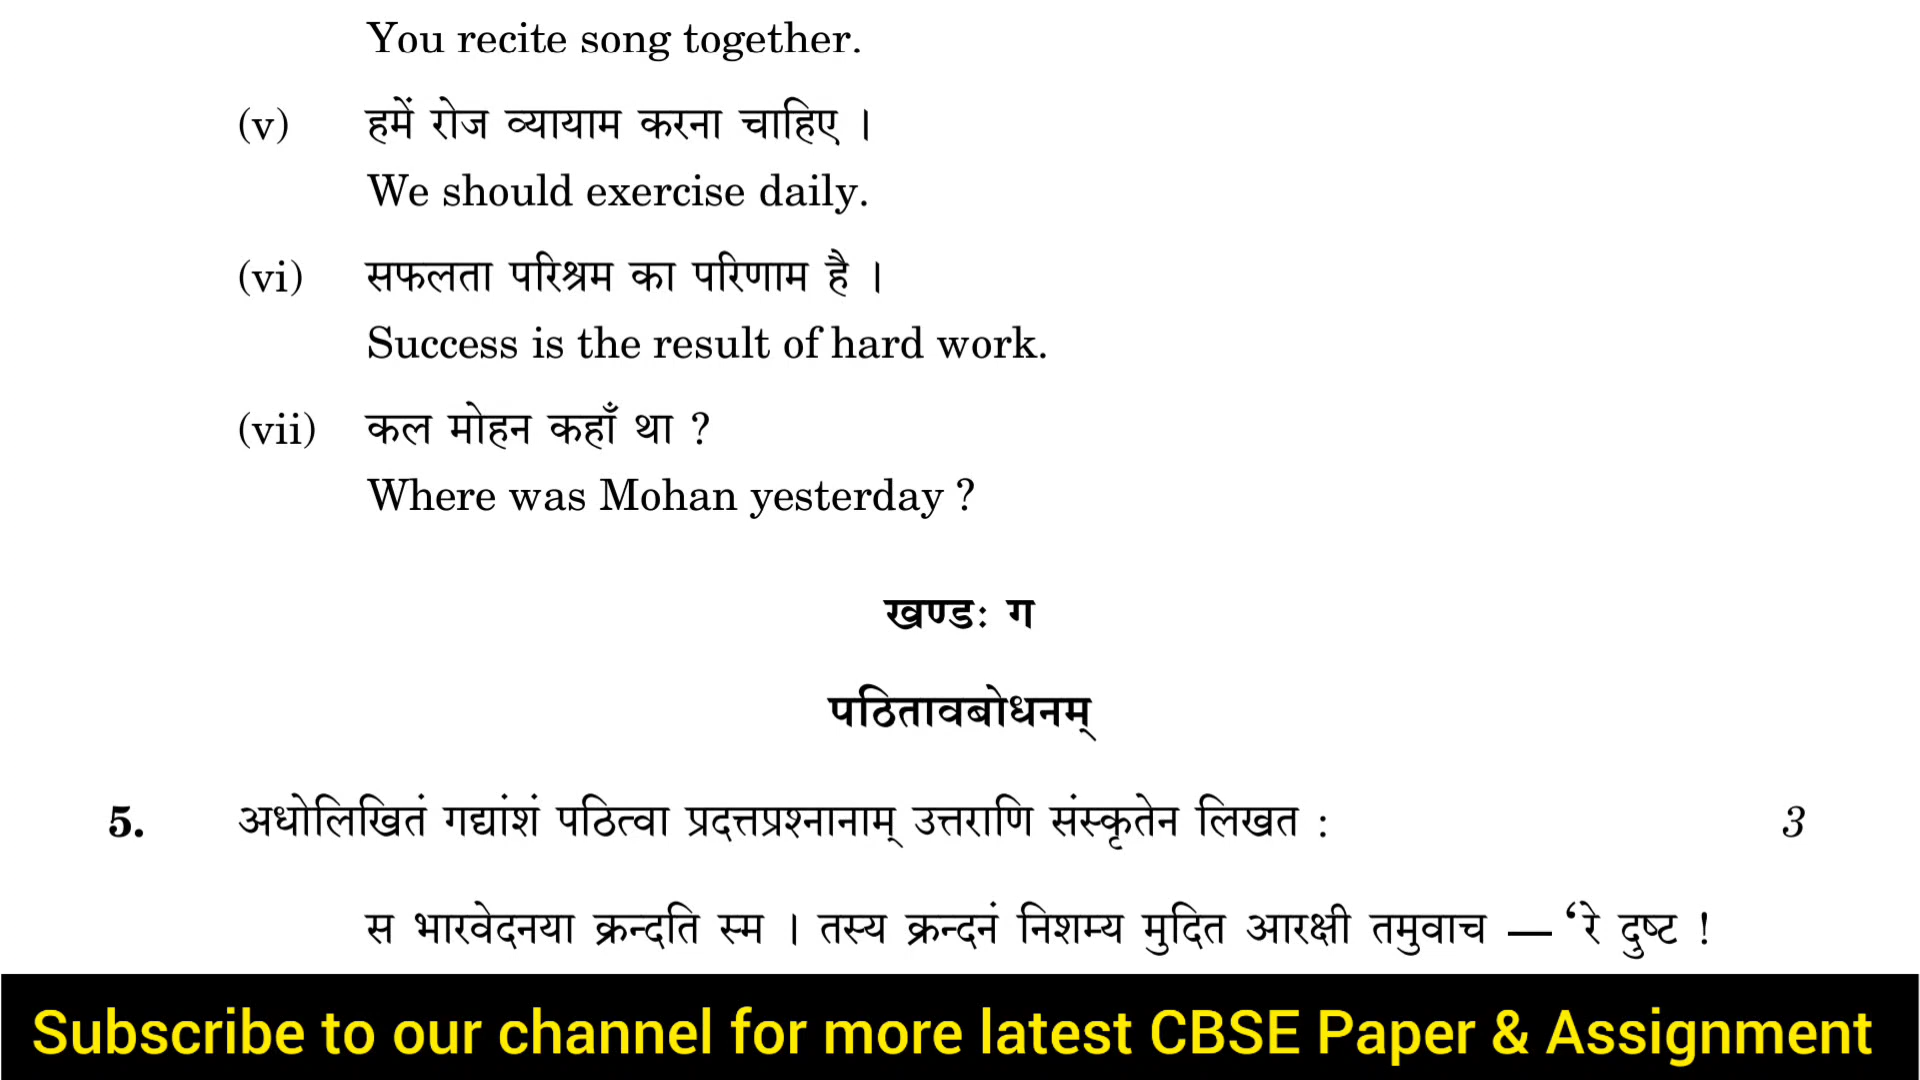 You recite song together.
(v) हमें रोज व्यायाम करना चाहिए ।
We should exercise daily.
(vi) सफलता परिश्रम का परिणाम है ।
Success is the result of hard work.
(vii) कल मोहन कहाँ था ?
Where was Mohan yesterday ?
खण्डः ग
पठितावबोधनम्
5. अधोलिखितं गद्यांशं पठित्वा प्रदत्तप्रश्नानाम् उत्तराणि संस्कृतेन लिखत : 3
स भारवेदनया क्रन्दति स्म । तस्य क्रन्दनं निशम्य मुदित आरक्षी तमुवाच — ‘रे दुष्ट !
Subscribe to our channel for more latest CBSE Paper & Assignment